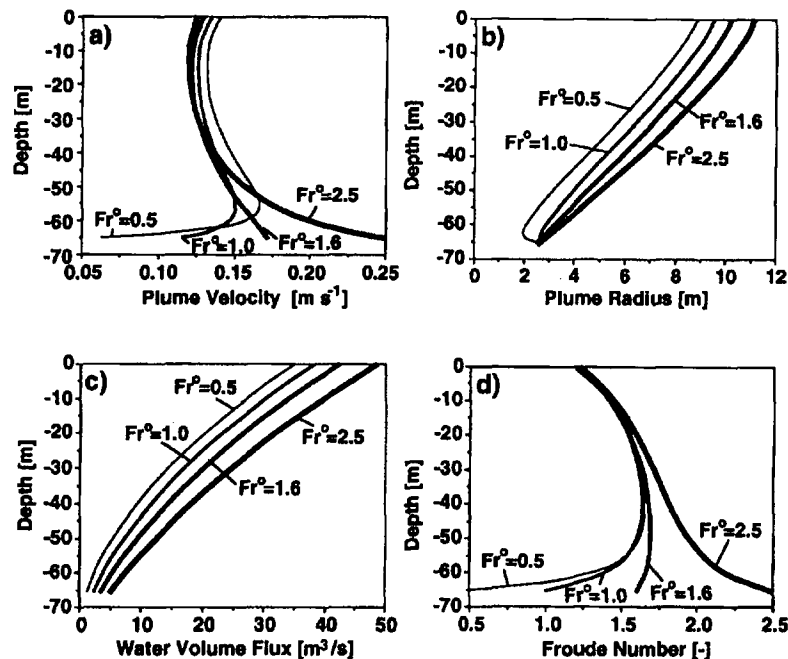 a)
Depth [m]
0
-10
-20
-30
-40
-50
-60
-70
Fr°=0.5
Fr°=1.0
Fr°=1.6
Fr°=2.5
0.05 0.10 0.15 0.20 0.25
Plume Velocity [m s⁻¹]
b)
Depth [m]
0
-10
-20
-30
-40
-50
-60
-70
Fr°=0.5
Fr°=1.0
Fr°=1.6
Fr°=2.5
0 2 4 6 8 10 12
Plume Radius [m]
c)
Depth [m]
0
-10
-20
-30
-40
-50
-60
-70
Fr°=0.5
Fr°=1.0
Fr°=2.5
Fr°=1.6
0 10 20 30 40 50
Water Volume Flux [m³/s]
d)
Depth [m]
0
-10
-20
-30
-40
-50
-60
-70
Fr°=0.5
Fr°=1.0
Fr°=1.6
Fr°=2.5
0.5 1.0 1.5 2.0 2.5
Froude Number [-]